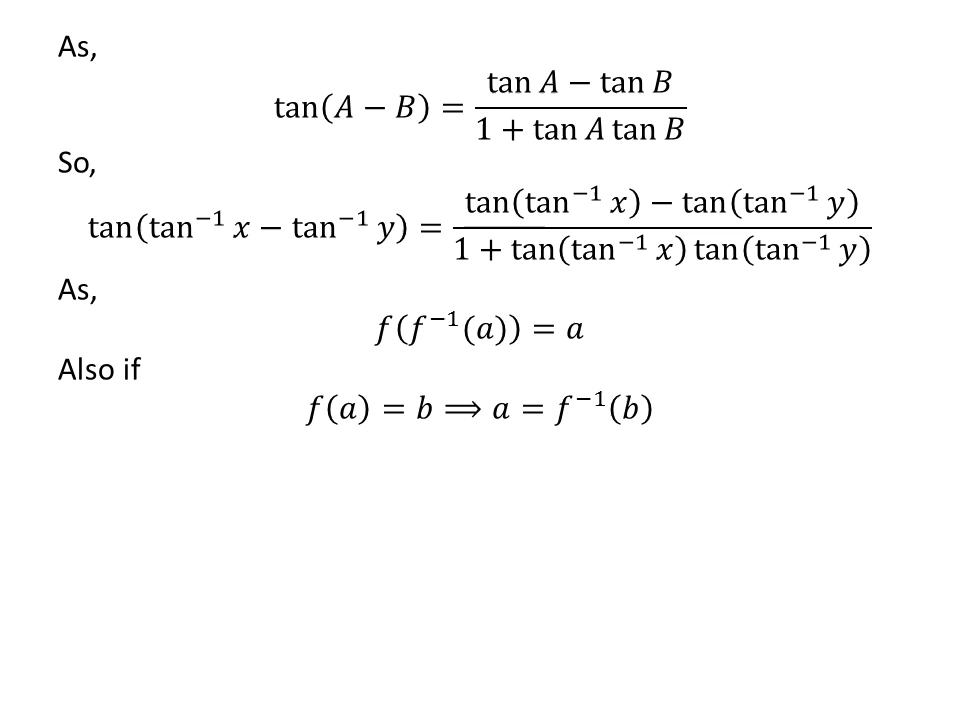 As,
tan(𝐴 − 𝐵) = (tan 𝐴 − tan 𝐵)/(1 + tan 𝐴 tan 𝐵)
So,
tan(tan⁻¹ 𝑥 − tan⁻¹ 𝑦) = (tan(tan⁻¹ 𝑥) − tan(tan⁻¹ 𝑦))/(1 + tan(tan⁻¹ 𝑥) tan(tan⁻¹ 𝑦))
As,
𝑓(𝑓⁻¹(𝑎)) = 𝑎
Also if
𝑓(𝑎) = 𝑏 ⟹ 𝑎 = 𝑓⁻¹(𝑏)